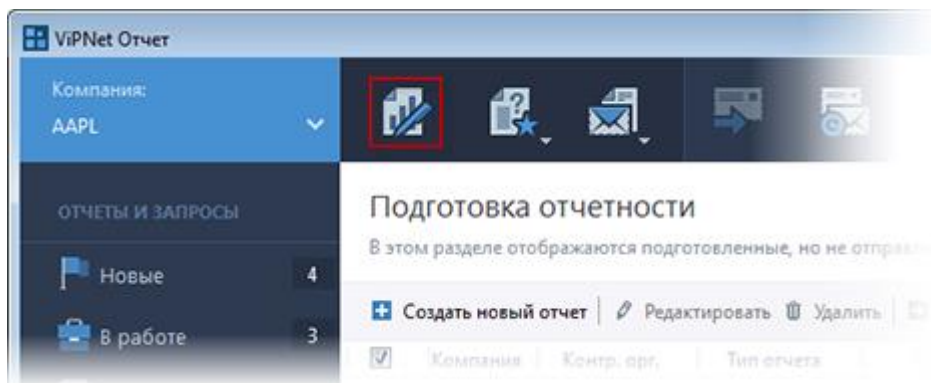 ViPNet Отчет
Компания:
AAPL
ОТЧЕТЫ И ЗАПРОСЫ
Новые 4
В работе 3
Подготовка отчетности
В этом разделе отображаются подготовленные, но не
Создать новый отчет Редактировать Удалить
Компания Контр. орг. Тип отчета